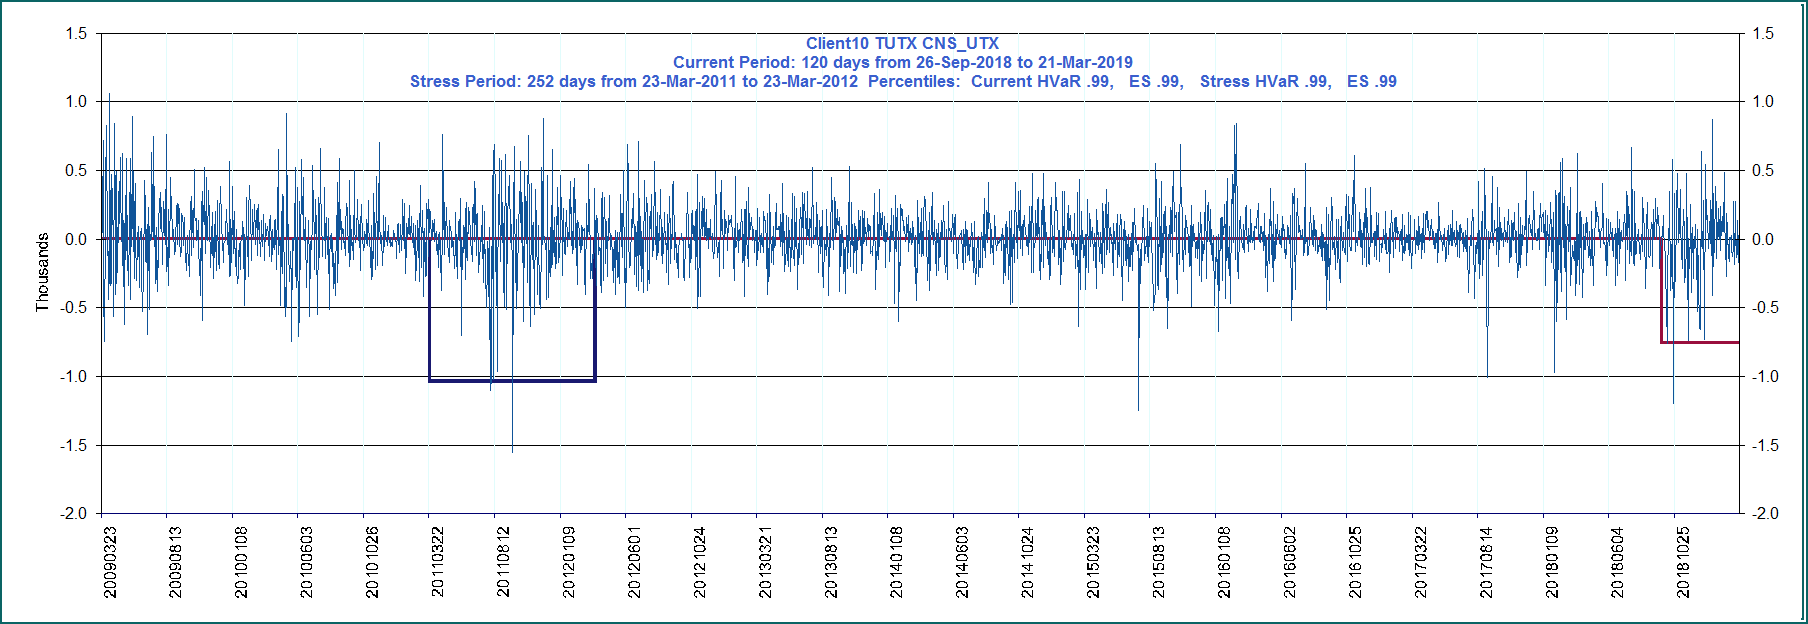 Client10 TUTX CNS_UTX
Current Period: 120 days from 26-Sep-2018 to 21-Mar-2019
Stress Period: 252 days from 23-Mar-2011 to 23-Mar-2012  Percentiles:  Current HVaR .99,   ES .99,   Stress HVaR .99,   ES .99
1.5 1.5
1.0 1.0
0.5 0.5
0.0 0.0
-0.5 -0.5
-1.0 -1.0
-1.5 -1.5
-2.0 -2.0
Thousands
20090323 20090813 20100108 20100603 20101026 20110322 20110812 20120109 20120601 20121024 20130321 20130813 20140108 20140603 20141024 20150323 20150813 20160108 20160602 20161025 20170322 20170814 20180109 20180604 20181025